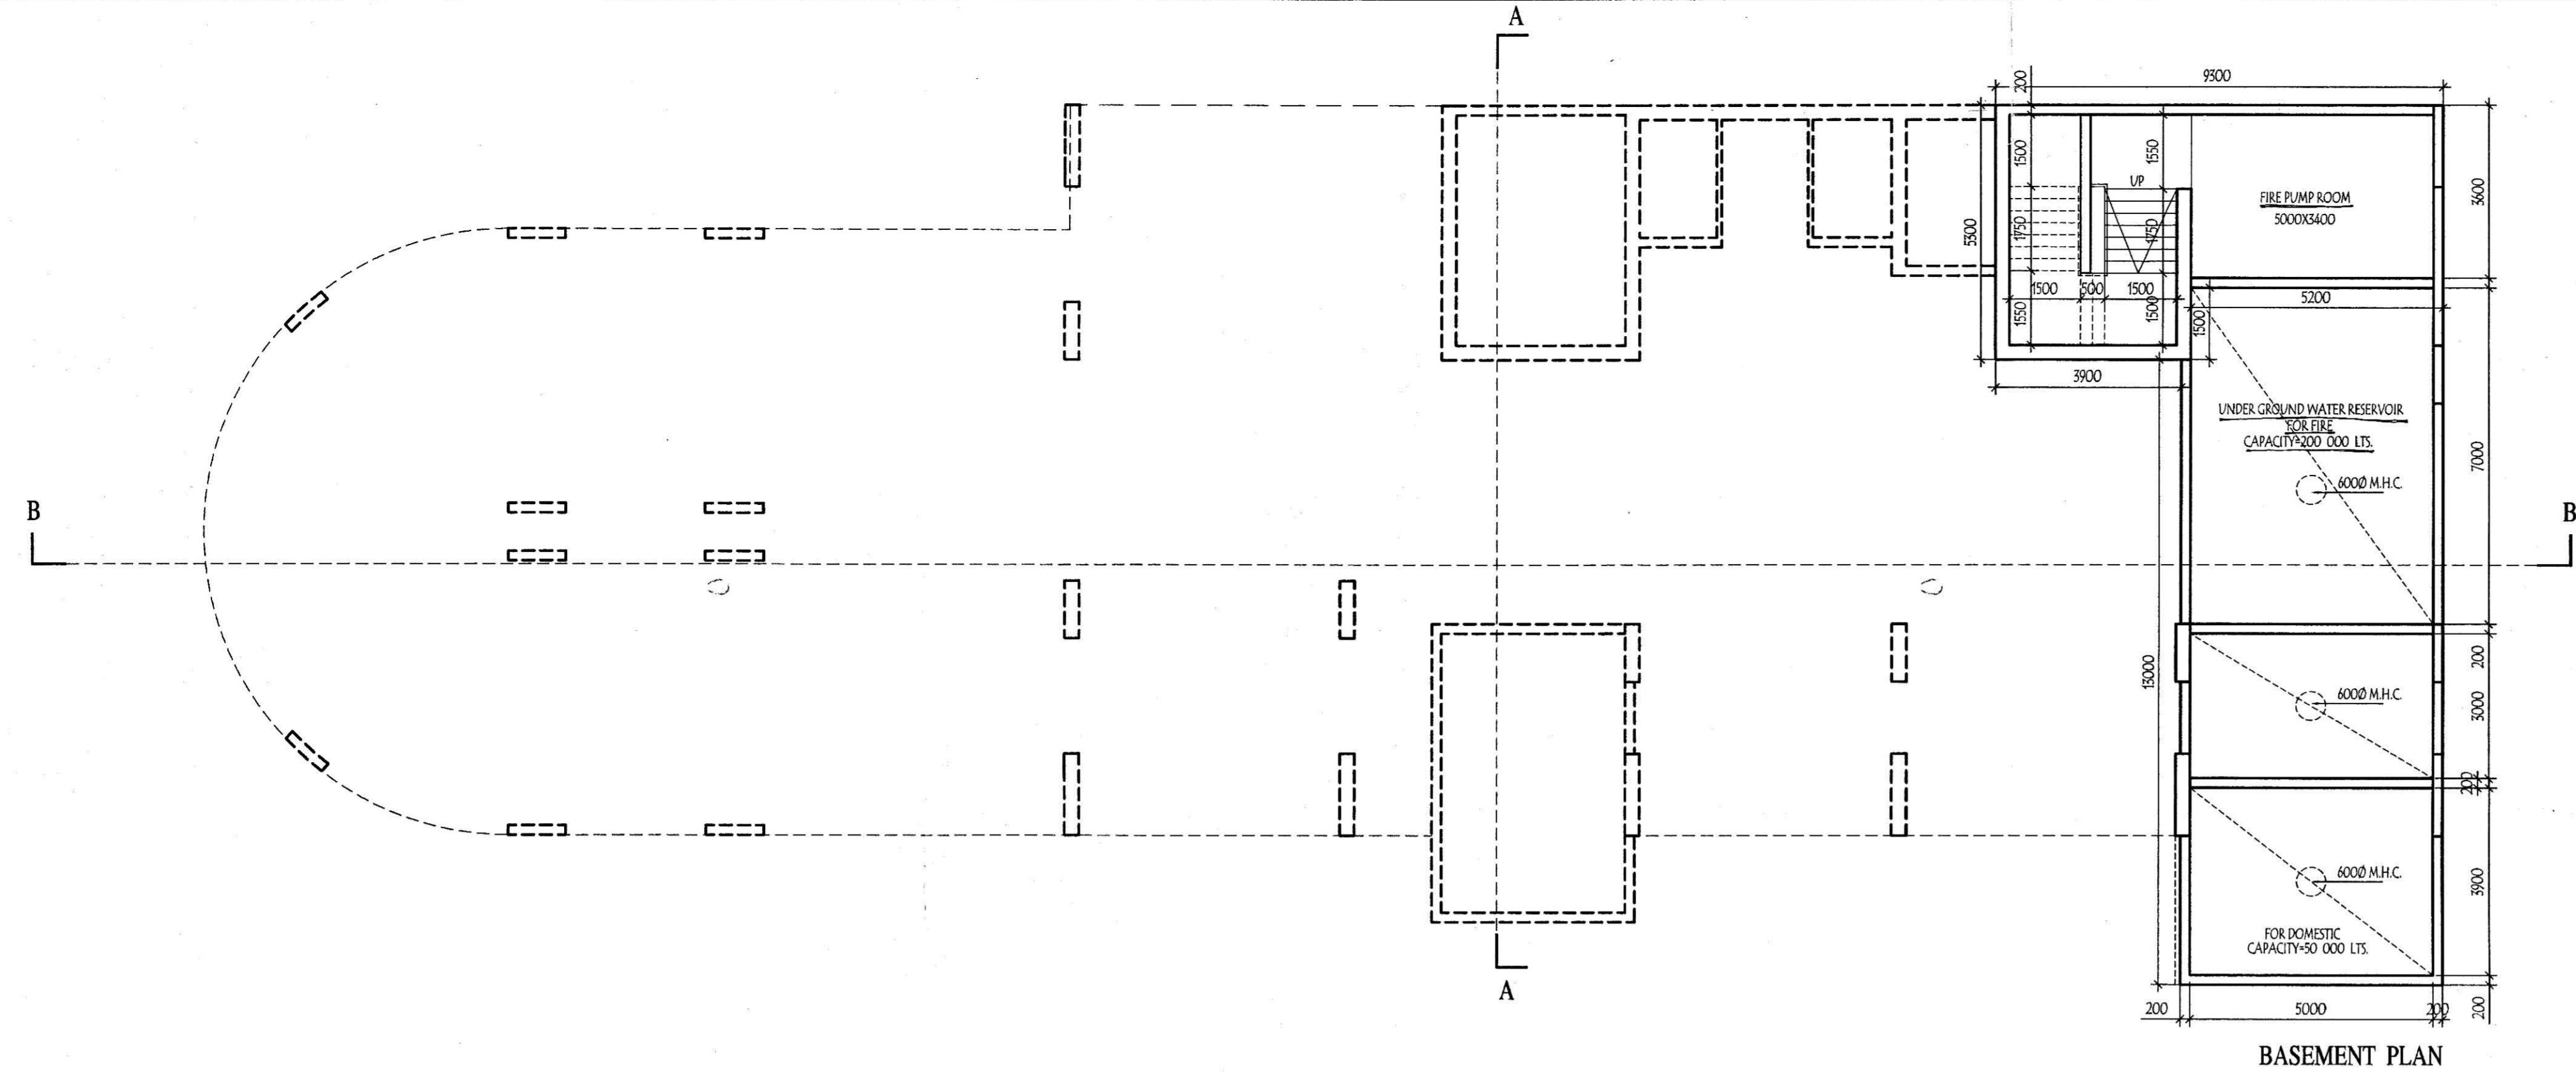 A
200
9300
1500
1550
UP
FIRE PUMP ROOM
5000X3400
3600
5300
1750
1750
1500
500
1500
5200
1550
1500
1500
3900
UNDER GROUND WATER RESERVOIR
FOR FIRE
CAPACITY=200 000 LTS.
7000
600Ø M.H.C.
B
B
200
13000
600Ø M.H.C.
3000
200
600Ø M.H.C.
3900
FOR DOMESTIC
CAPACITY=50 000 LTS.
A
200
5000
200
200
BASEMENT PLAN